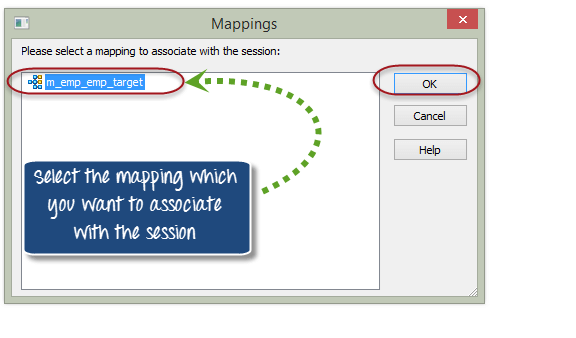 Mappings
Please select a mapping to associate with the session:
m_emp_emp_target
OK
Cancel
Help
Select the mapping which
you want to associate
with the session